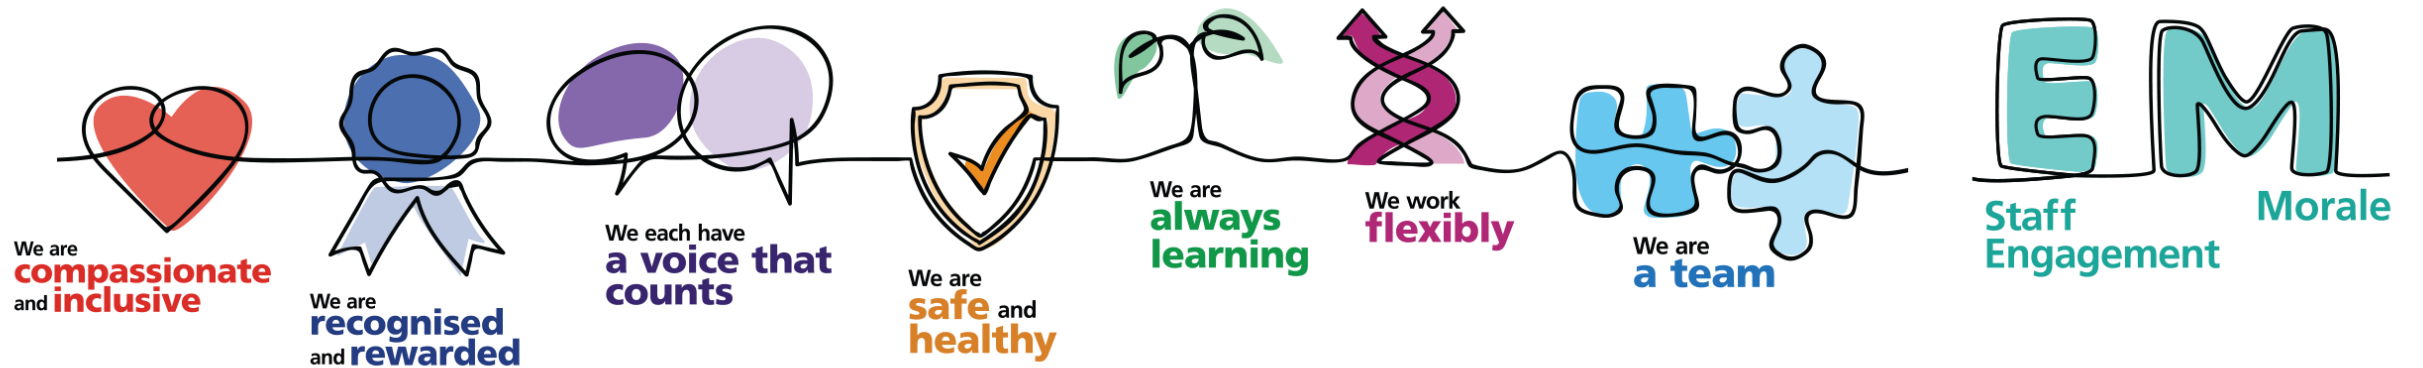 We are
compassionate
and inclusive
We are
recognised
and rewarded
We each have
a voice that
counts
We are
safe and
healthy
We are
always
learning
We work
flexibly
We are
a team
E
Staff
Engagement
M
Morale